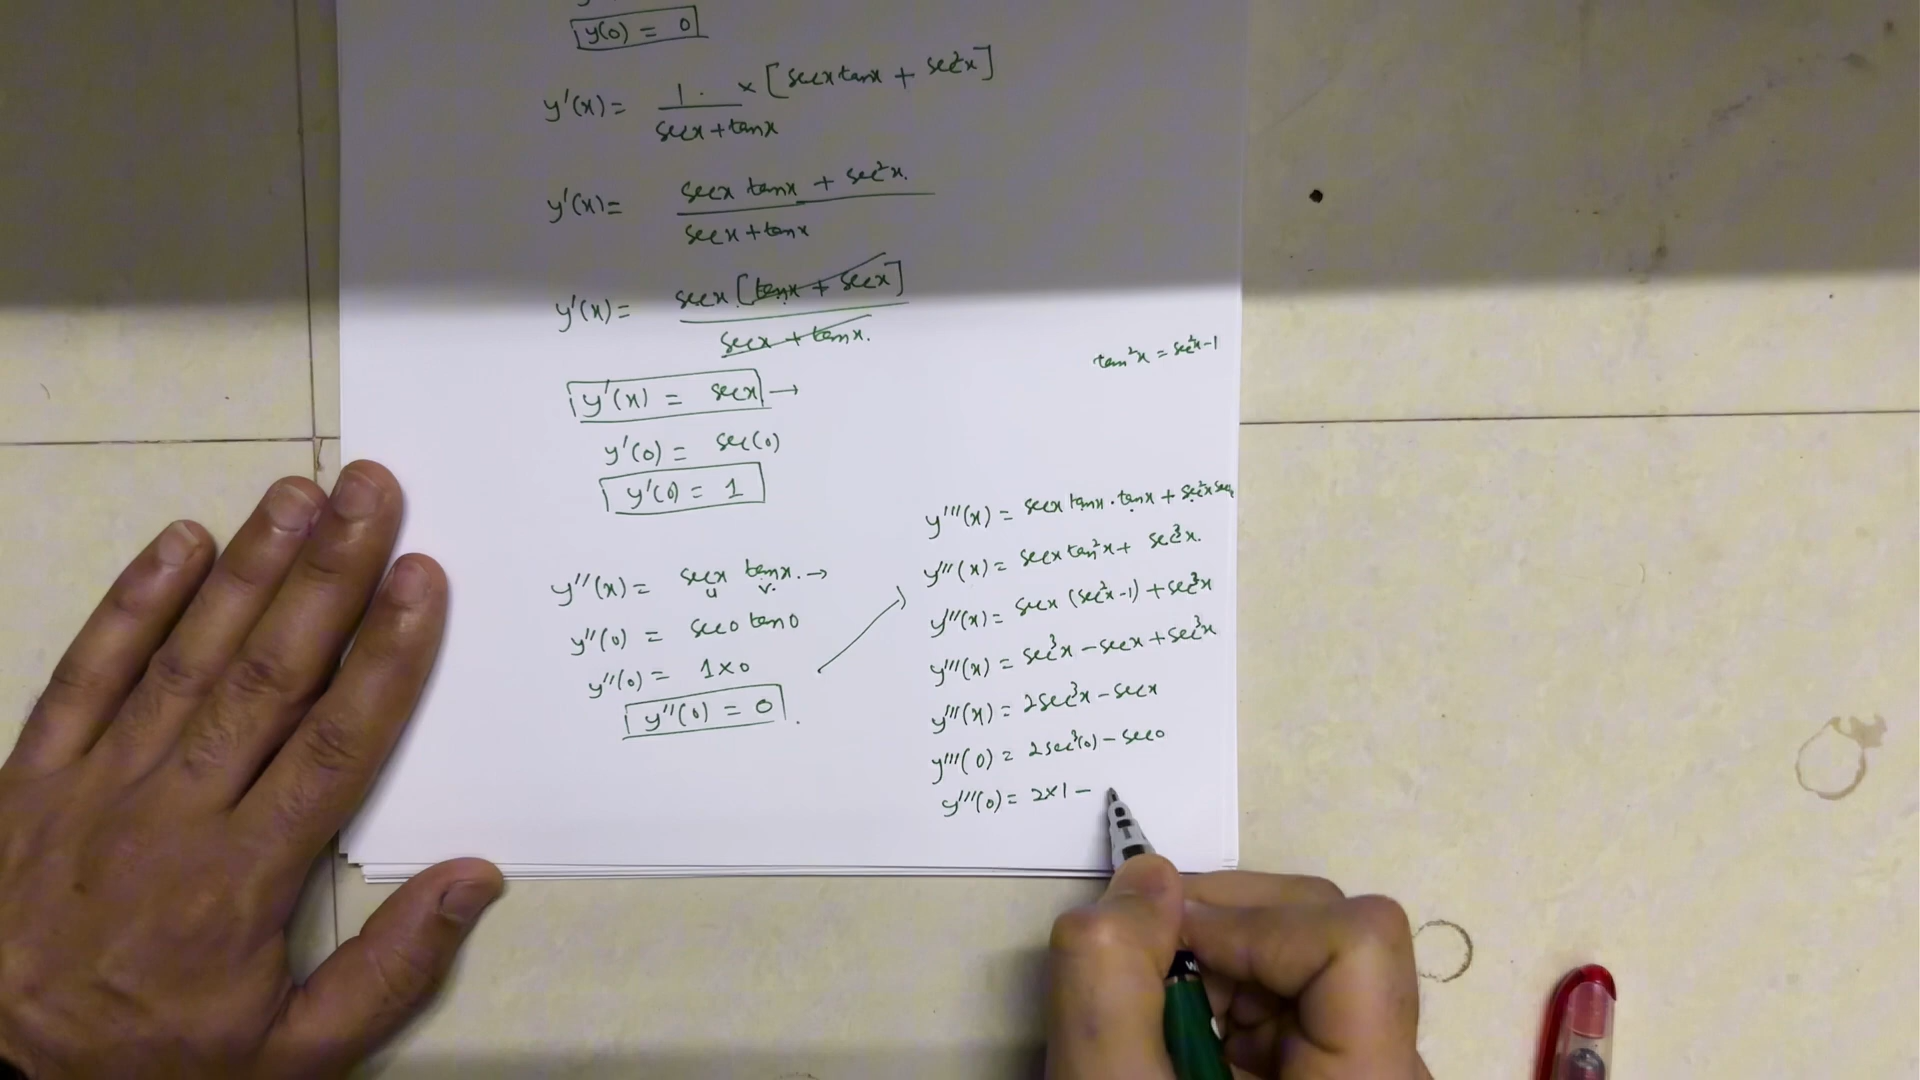 y(0) = 0
y'(x) = 1/(secx+tanx) × [secx tanx + sec²x]
y'(x) = (secx tanx + sec²x.)/(secx+tanx)
y'(x) = secx [tanx + secx]/(secx + tanx.)
tan²x = sec²x-1
y'(x) = secx →
y'(0) = sec(0)
y'(0) = 1
y''(x) = secx tanx. →
u v.
y''(0) = sec0 tan0
y''(0) = 1×0
y''(0) = 0.
y'''(x) = secx tanx.tanx + sec²x secx
y'''(x) = secx tan²x + sec³x.
y'''(x) = secx (sec²x-1) + sec³x
y'''(x) = sec³x - secx + sec³x
y'''(x) = 2sec³x - secx
y'''(0) = 2sec³(0) - sec0
y'''(0) = 2×1 -
W